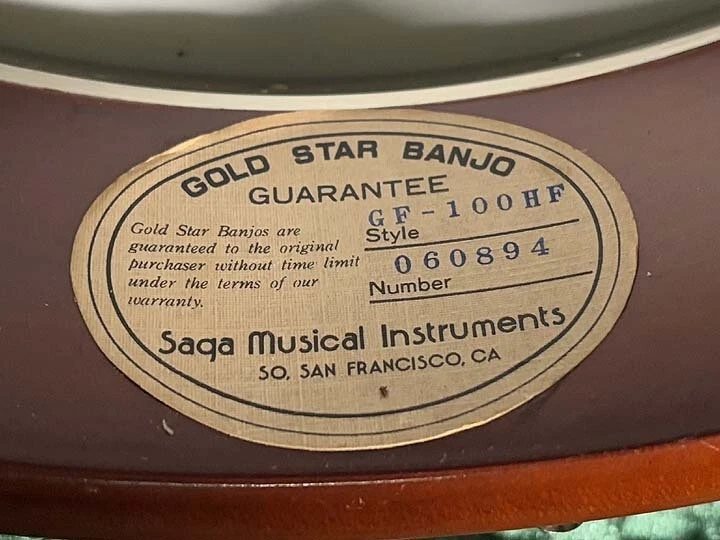 GOLD STAR BANJO
GUARANTEE
Gold Star Banjos are
guaranteed to the original
purchaser without time limit
under the terms of our
warranty.
GF-100HF
Style
060894
Number
Saga Musical Instruments
SO. SAN FRANCISCO, CA